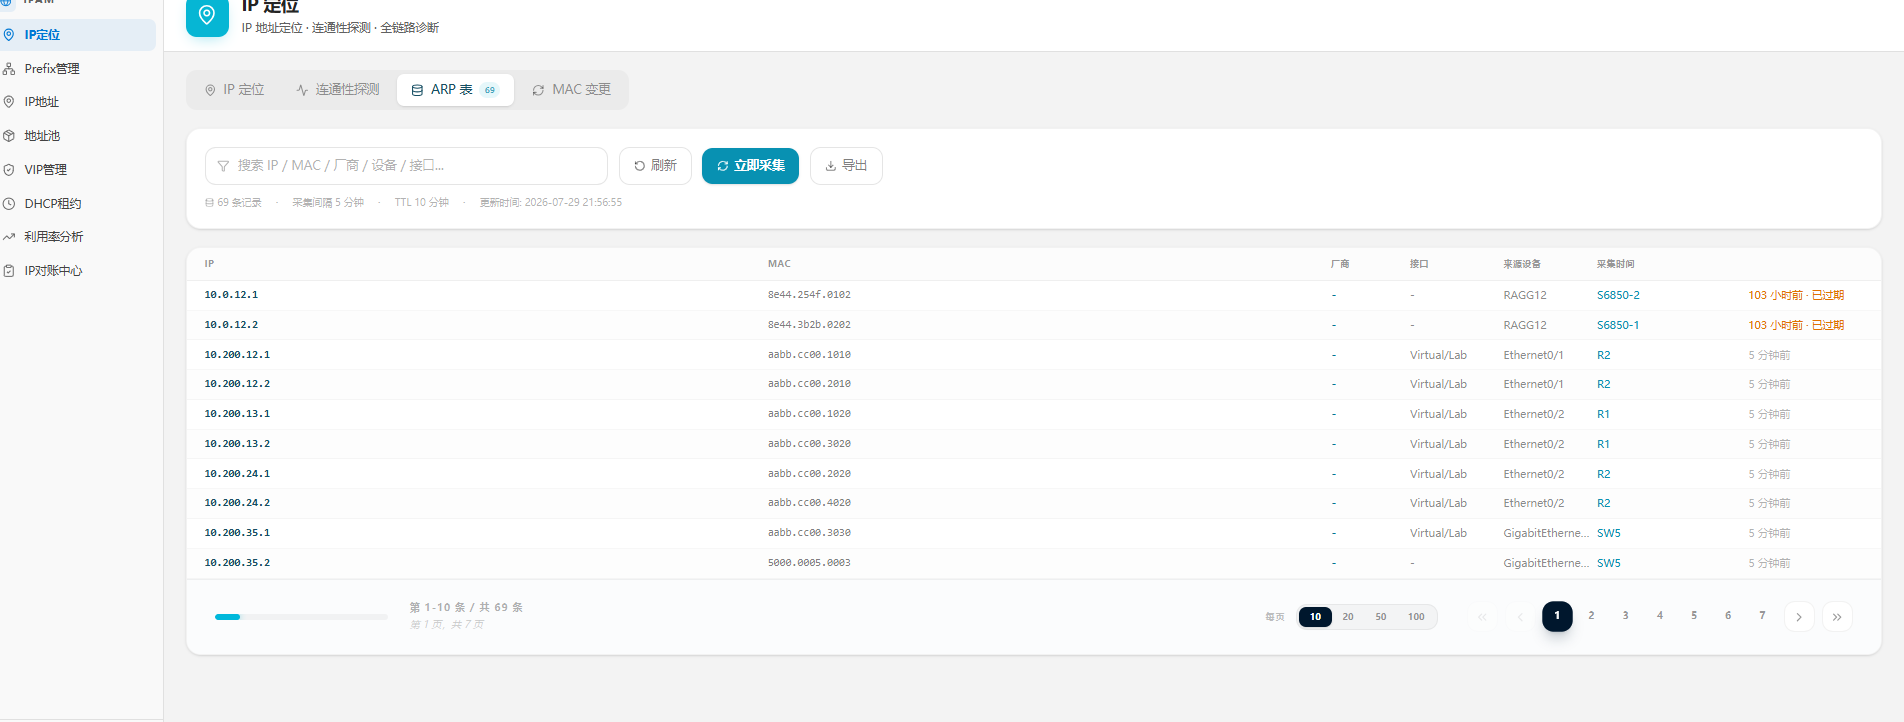 IPAM
IP定位
Prefix管理
IP地址
地址池
VIP管理
DHCP租约
利用率分析
IP对账中心
IP 定位
IP 地址定位 · 连通性探测 · 全链路诊断
IP 定位 连通性探测 ARP 表 69 MAC 变更
搜索 IP / MAC / 厂商 / 设备 / 接口... 刷新 立即采集 导出
69 条记录 · 采集间隔 5 分钟 · TTL 10 分钟 · 更新时间: 2026-07-29 21:56:55
IP MAC 厂商 接口 来源设备 采集时间
10.0.12.1 8e44.254f.0102 - - RAGG12 S6850-2 103 小时前 · 已过期
10.0.12.2 8e44.3b2b.0202 - - RAGG12 S6850-1 103 小时前 · 已过期
10.200.12.1 aabb.cc00.1010 - Virtual/Lab Ethernet0/1 R2 5 分钟前
10.200.12.2 aabb.cc00.2010 - Virtual/Lab Ethernet0/1 R2 5 分钟前
10.200.13.1 aabb.cc00.1020 - Virtual/Lab Ethernet0/2 R1 5 分钟前
10.200.13.2 aabb.cc00.3020 - Virtual/Lab Ethernet0/2 R1 5 分钟前
10.200.24.1 aabb.cc00.2020 - Virtual/Lab Ethernet0/2 R2 5 分钟前
10.200.24.2 aabb.cc00.4020 - Virtual/Lab Ethernet0/2 R2 5 分钟前
10.200.35.1 aabb.cc00.3030 - Virtual/Lab GigabitEtherne... SW5 5 分钟前
10.200.35.2 5000.0005.0003 - - GigabitEtherne... SW5 5 分钟前
第 1-10 条 / 共 69 条
第 1 页, 共 7 页
每页 10 20 50 100 « ‹ 1 2 3 4 5 6 7 › »